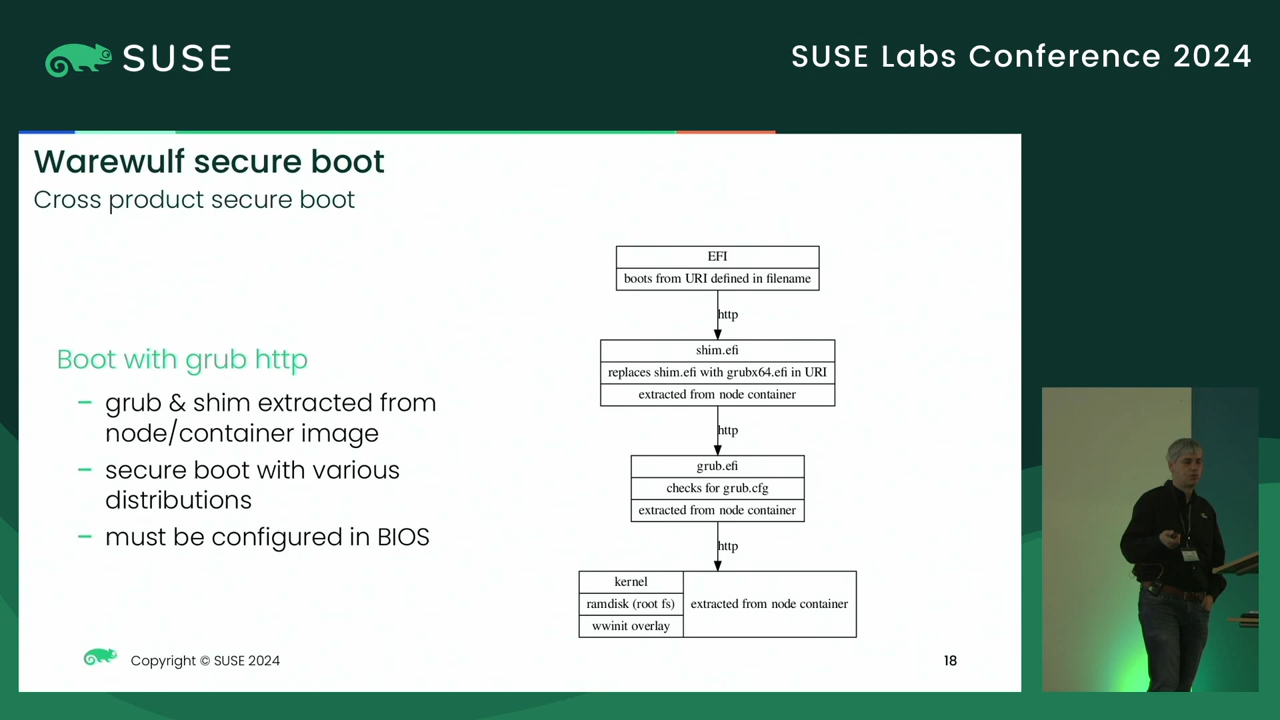 SUSE
SUSE Labs Conference 2024
Warewulf secure boot
Cross product secure boot
Boot with grub http
– grub & shim extracted from
node/container image
– secure boot with various
distributions
– must be configured in BIOS
EFI
boots from URI defined in filename
http
shim.efi
replaces shim.efi with grubx64.efi in URI
extracted from node container
http
grub.efi
checks for grub.cfg
extracted from node container
http
kernel
ramdisk (root fs)
wwinit overlay
extracted from node container
Copyright © SUSE 2024
18